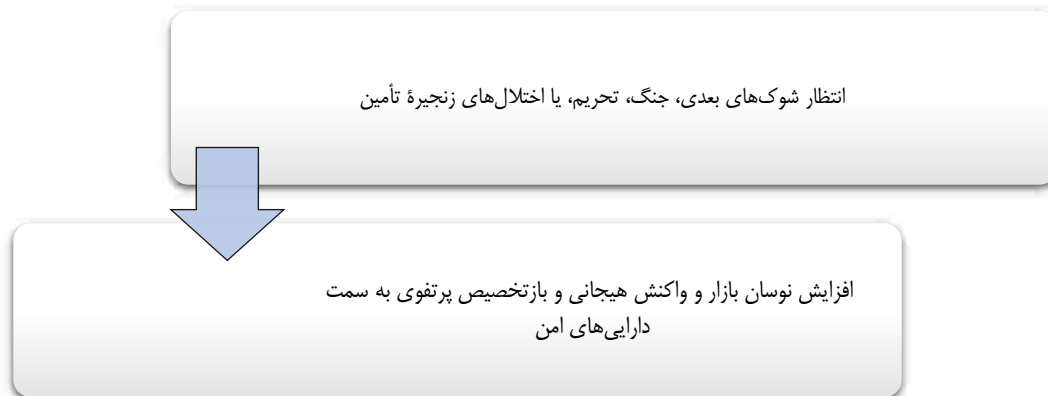 انتظار شوک‌های بعدی، جنگ، تحریم، یا اختلال‌های زنجیرۀ تأمین
افزایش نوسان بازار و واکنش هیجانی و بازتخصیص پرتفوی به سمت
دارایی‌های امن